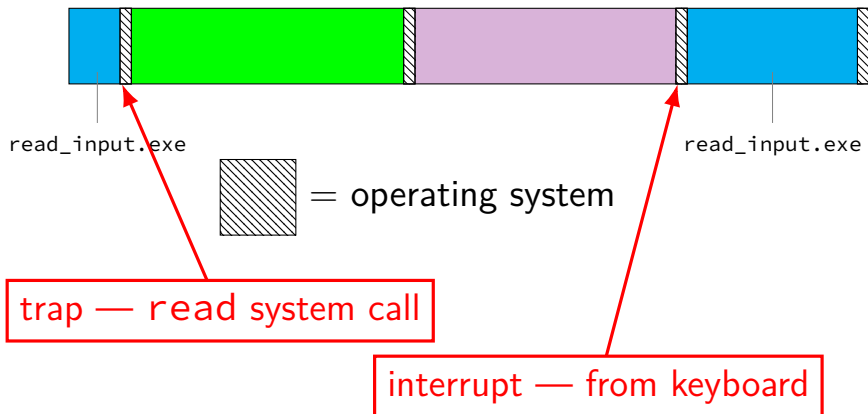 read_input.exe
read_input.exe
= operating system
trap — read system call
interrupt — from keyboard